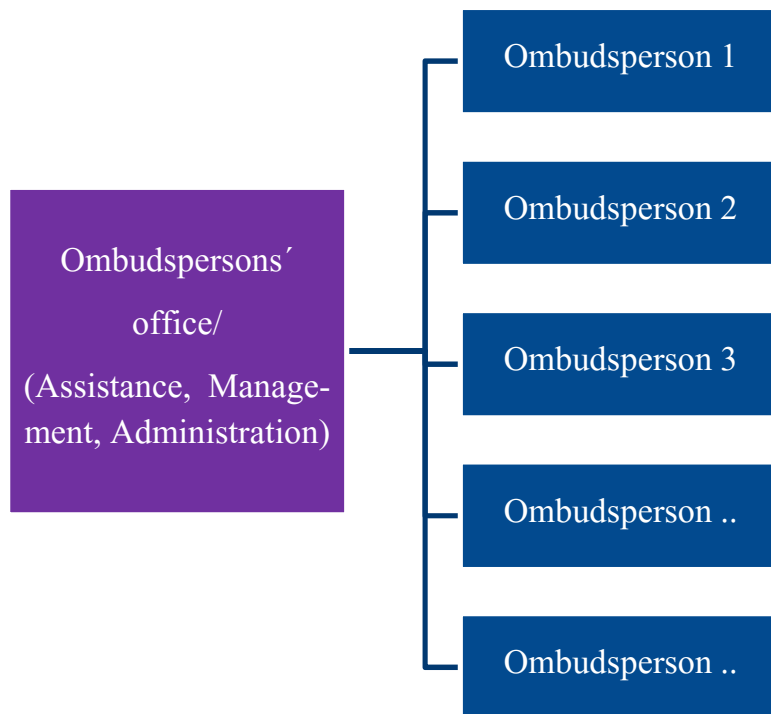 Ombudspersons´
office/
(Assistance, Manage-
ment, Administration)
Ombudsperson 1
Ombudsperson 2
Ombudsperson 3
Ombudsperson ..
Ombudsperson ..